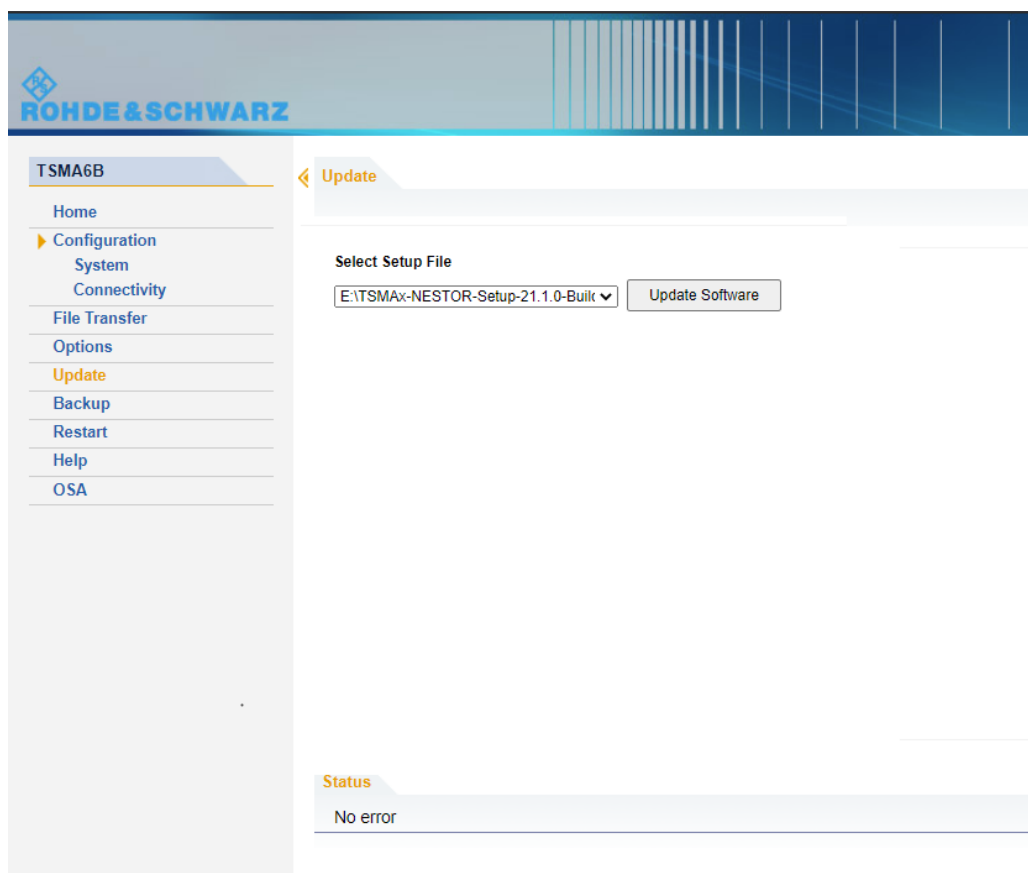 ROHDE&SCHWARZ
TSMA6B
Update
Home
Configuration
System
Connectivity
File Transfer
Options
Update
Backup
Restart
Help
OSA
Select Setup File
E:\TSMAx-NESTOR-Setup-21.1.0-Buil
Update Software
Status
No error